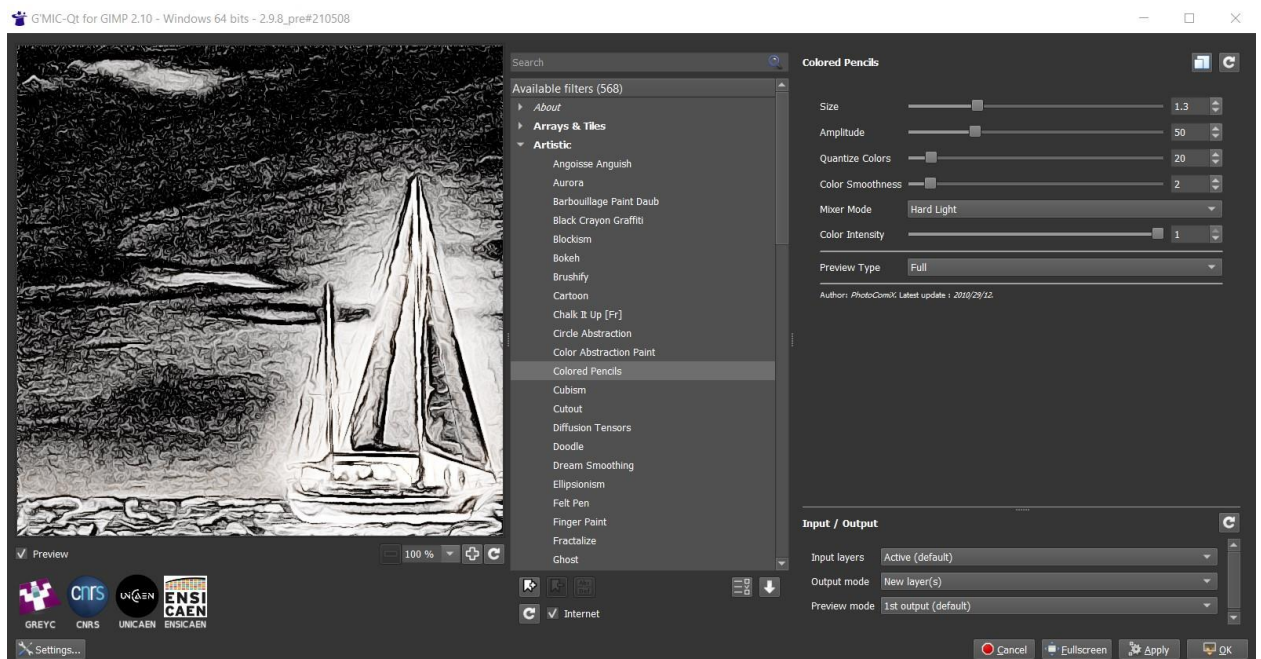 G'MIC-Qt for GIMP 2.10 - Windows 64 bits - 2.9.8_pre#210508
Search
Available filters (568)
About
Arrays & Tiles
Artistic
Angoisse Anguish
Aurora
Barbouillage Paint Daub
Black Crayon Graffiti
Blockism
Bokeh
Brushify
Cartoon
Chalk It Up [Fr]
Circle Abstraction
Color Abstraction Paint
Colored Pencils
Cubism
Cutout
Diffusion Tensors
Doodle
Dream Smoothing
Ellipsionism
Felt Pen
Finger Paint
Fractalize
Ghost
Internet
Colored Pencils
Size 1.3
Amplitude 50
Quantize Colors 20
Color Smoothness 2
Mixer Mode Hard Light
Color Intensity 1
Preview Type Full
Author: PhotoComiX. Latest update : 2010/29/12.
Input / Output
Input layers Active (default)
Output mode New layer(s)
Preview mode 1st output (default)
Preview 100 %
cnrs UNICAEN ENSI
CAEN
GREYC CNRS UNICAEN ENSICAEN
Settings... Cancel Fullscreen Apply OK